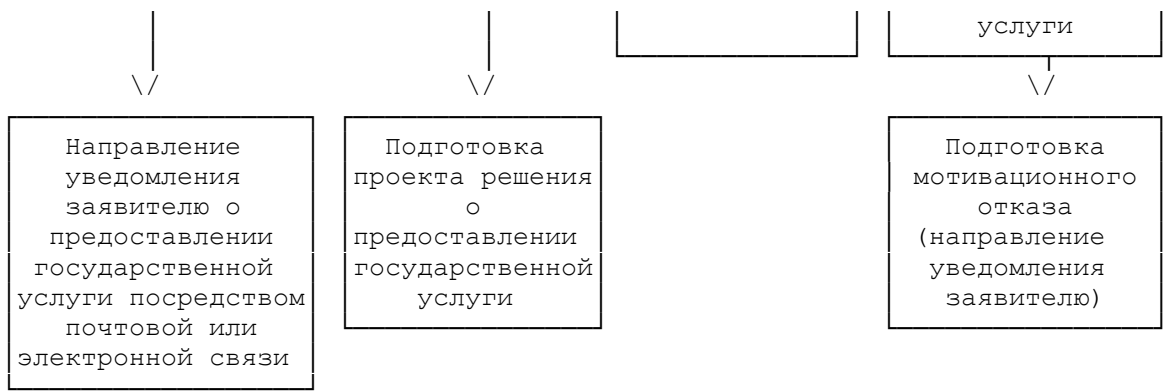 услуги
Направление
уведомления
заявителю о
предоставлении
государственной
услуги посредством
почтовой или
электронной связи
Подготовка
проекта решения
о
предоставлении
государственной
услуги
Подготовка
мотивационного
отказа
(направление
уведомления
заявителю)